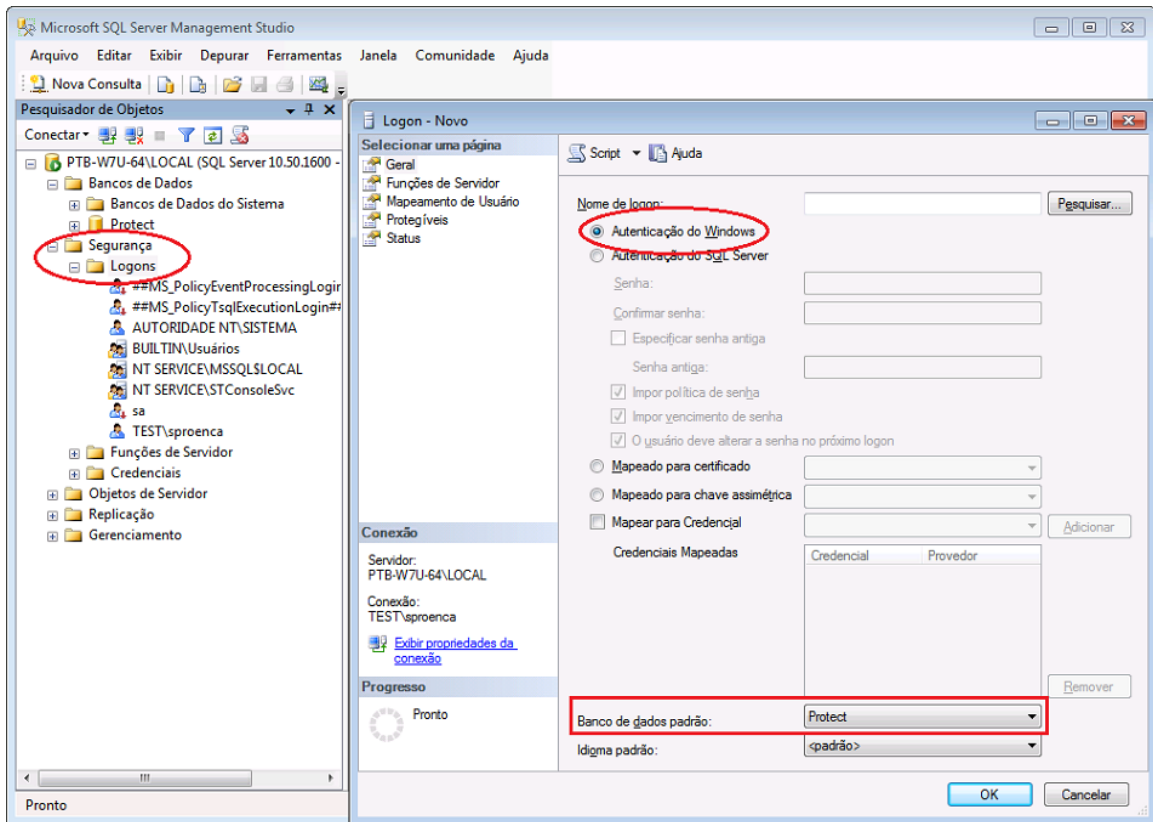 Microsoft SQL Server Management Studio
Arquivo Editar Exibir Depurar Ferramentas Janela Comunidade Ajuda
Nova Consulta
Pesquisador de Objetos
Conectar
PTB-W7U-64\LOCAL (SQL Server 10.50.1600 -
Bancos de Dados
Bancos de Dados do Sistema
Protect
Segurança
Logons
##MS_PolicyEventProcessingLogin
##MS_PolicyTsqlExecutionLogin##
AUTORIDADE NT\SISTEMA
BUILTIN\Usuários
NT SERVICE\MSSQL$LOCAL
NT SERVICE\STConsoleSvc
sa
TEST\sproenca
Funções de Servidor
Credenciais
Objetos de Servidor
Replicação
Gerenciamento
Pronto
Logon - Novo
Selecionar uma página
Geral
Funções de Servidor
Mapeamento de Usuário
Protegíveis
Status
Conexão
Servidor:
PTB-W7U-64\LOCAL
Conexão:
TEST\sproenca
Exibir propriedades da
conexão
Progresso
Pronto
Script Ajuda
Nome de logon: Pesquisar...
Autenticação do Windows
Autenticação do SQL Server
Senha:
Confirmar senha:
Especificar senha antiga
Senha antiga:
Impor política de senha
Impor vencimento de senha
O usuário deve alterar a senha no próximo logon
Mapeado para certificado
Mapeado para chave assimétrica
Mapear para Credencial Adicionar
Credenciais Mapeadas Credencial Provedor
Remover
Banco de dados padrão: Protect
Idioma padrão: <padrão>
OK Cancelar